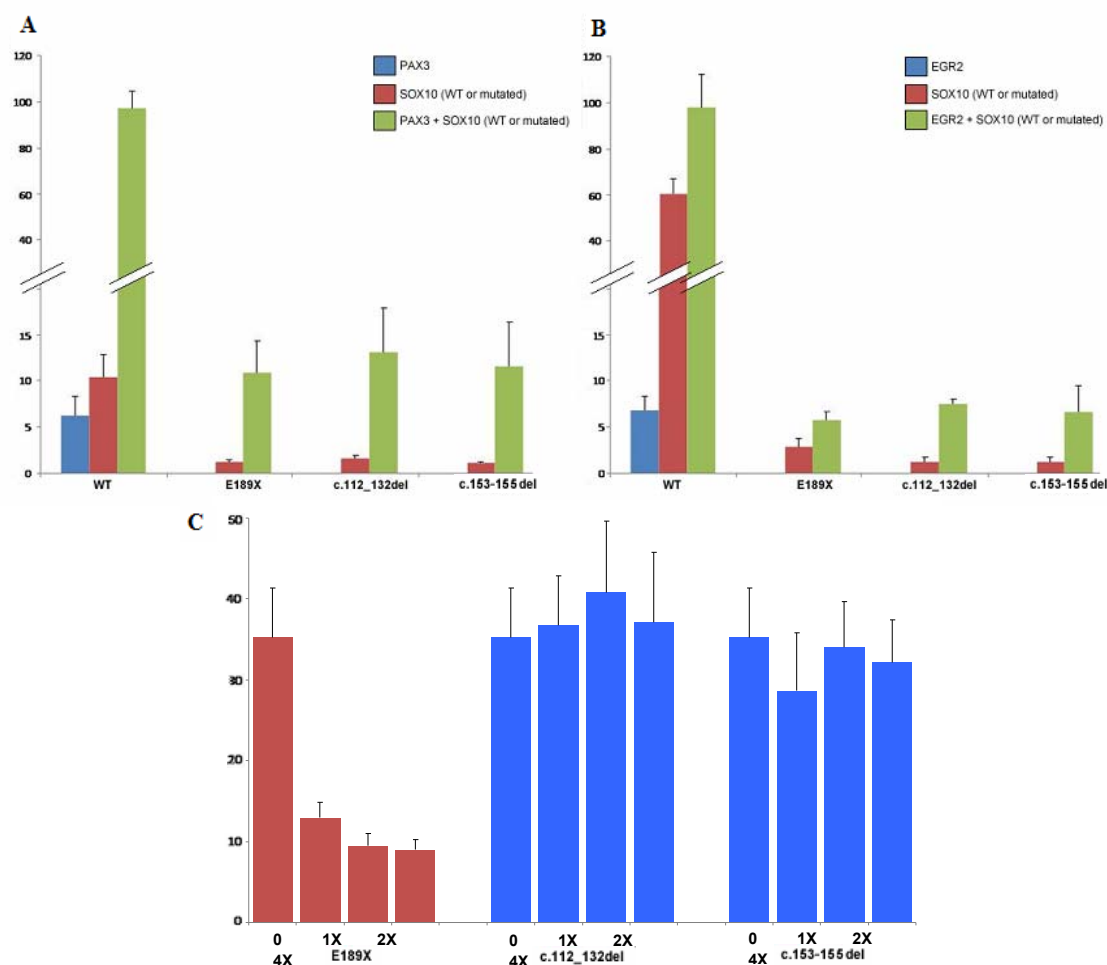 A
120
100
80
60
40
15
10
5
0
PAX3
SOX10 (WT or mutated)
PAX3 + SOX10 (WT or mutated)
WT
E189X
c.112_132del
c.153-155del
B
120
100
80
60
40
15
10
5
0
EGR2
SOX10 (WT or mutated)
EGR2 + SOX10 (WT or mutated)
WT
E189X
c.112_132del
c.153-155del
C
50
40
30
20
10
0
0 1X 2X
4X
E189X
0 1X 2X
4X
c.112_132del
0 1X 2X
4X
c.153-155del